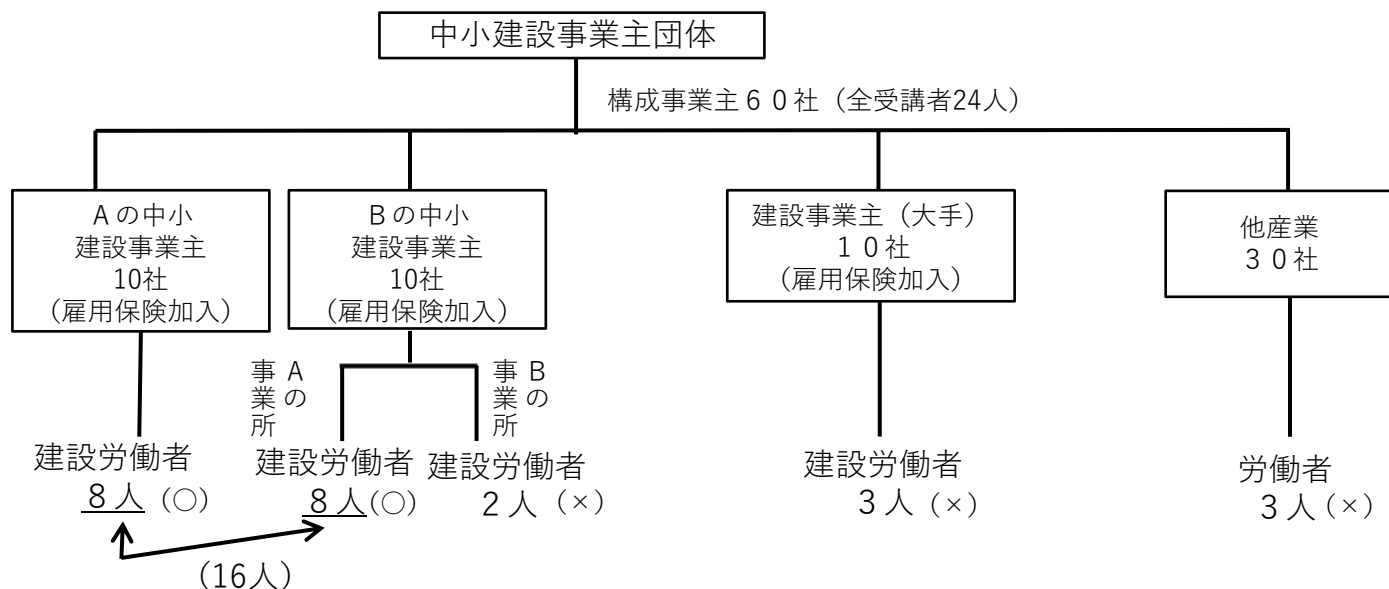 中小建設事業主団体
構成事業主６０社（全受講者24人）
Ａの中小
建設事業主
10社
（雇用保険加入）
Ｂの中小
建設事業主
10社
（雇用保険加入）
建設事業主（大手）
１０社
（雇用保険加入）
他産業
３０社
Ａの
事業所
Ｂの
事業所
建設労働者
８人（○）
建設労働者
８人(○)
建設労働者
２人（×）
建設労働者
３人（×）
労働者
３人（×）
（16人）